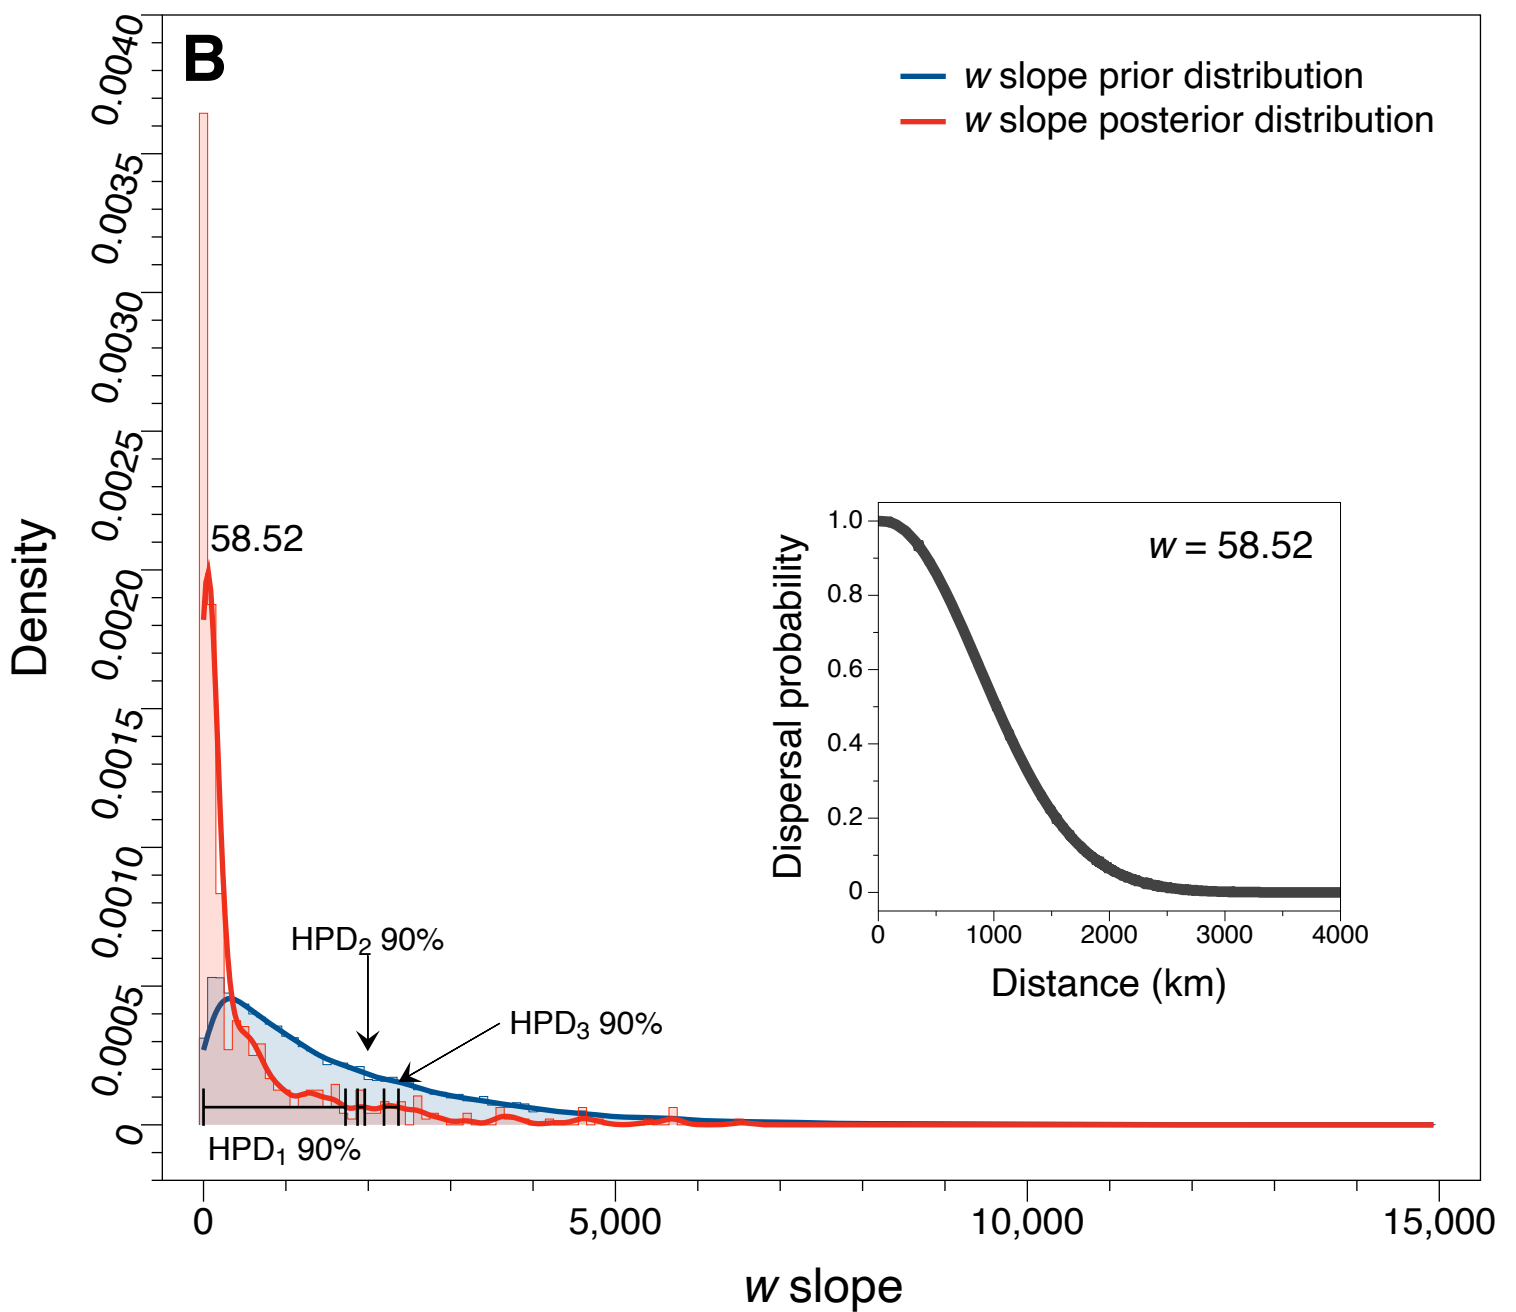 B
w slope prior distribution
w slope posterior distribution
Density
0.0040
0.0035
0.0030
0.0025
0.0020
0.0015
0.0010
0.0005
0
58.52
HPD2 90%
HPD3 90%
HPD1 90%
0 5,000 10,000 15,000
w slope
w = 58.52
Dispersal probability
1.0
0.8
0.6
0.4
0.2
0
0 1000 2000 3000 4000
Distance (km)